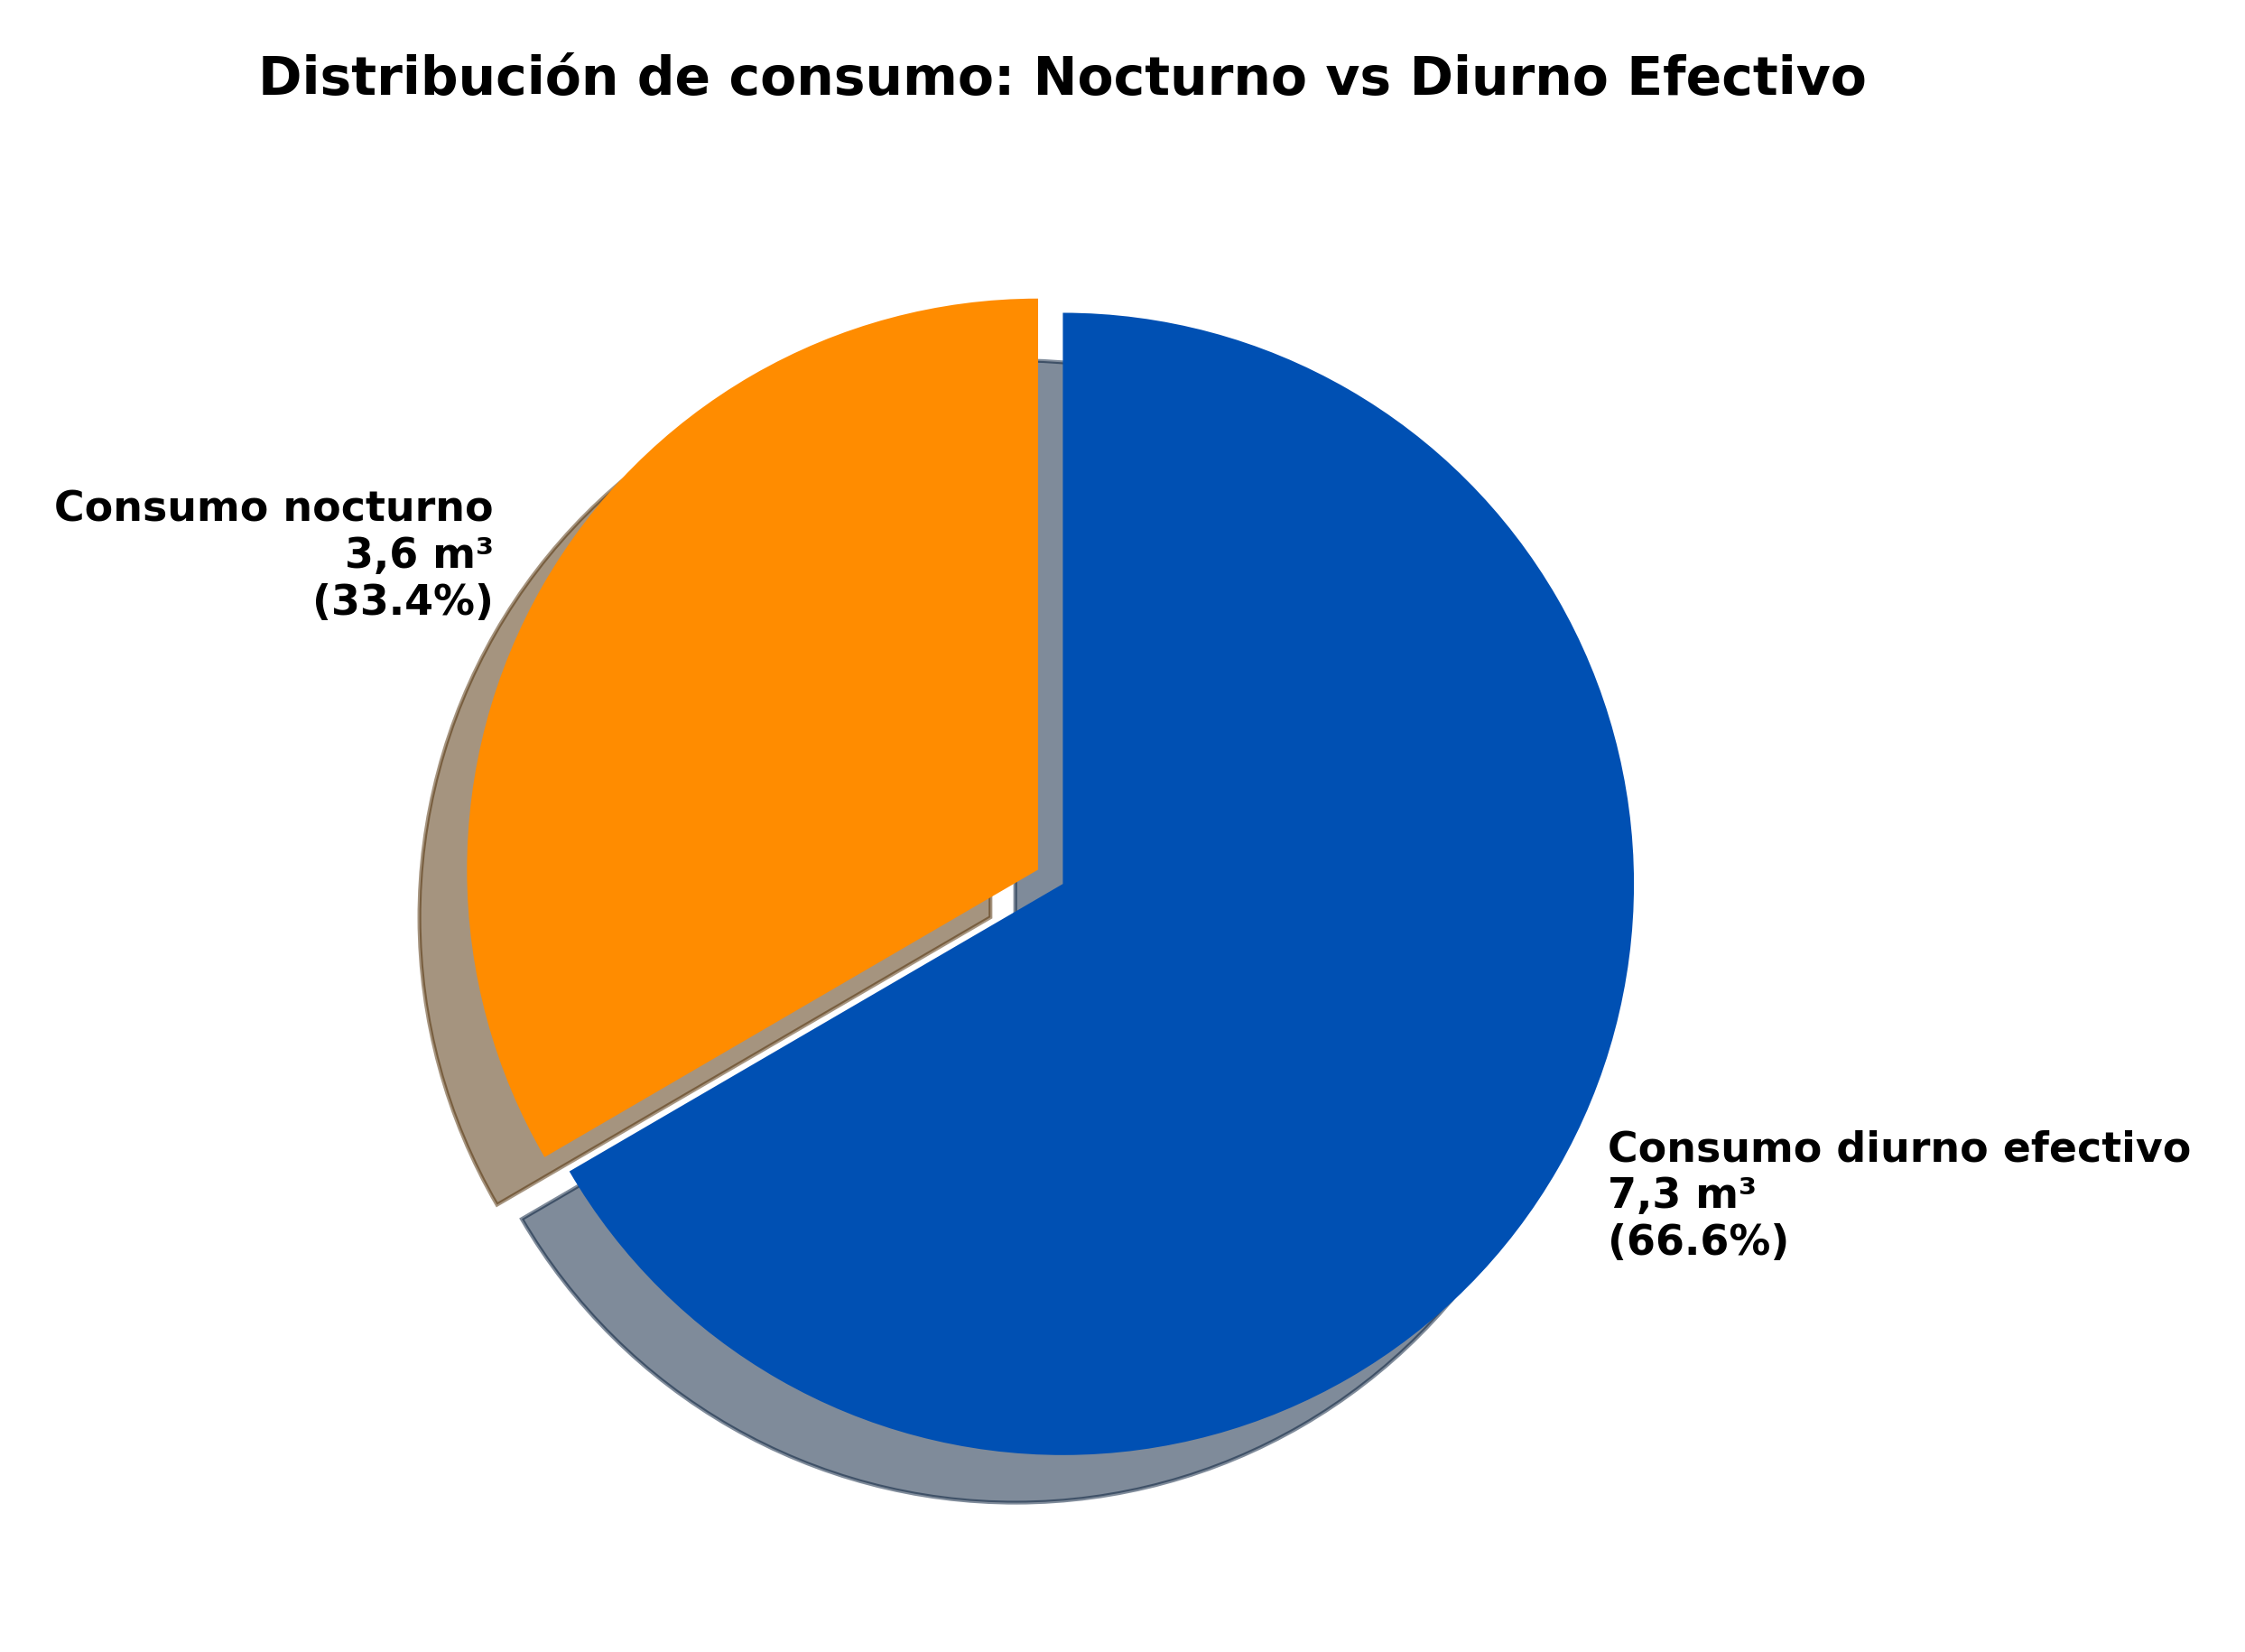 Distribución de consumo: Nocturno vs Diurno Efectivo
Consumo nocturno
3,6 m³
(33.4%)
Consumo diurno efectivo
7,3 m³
(66.6%)